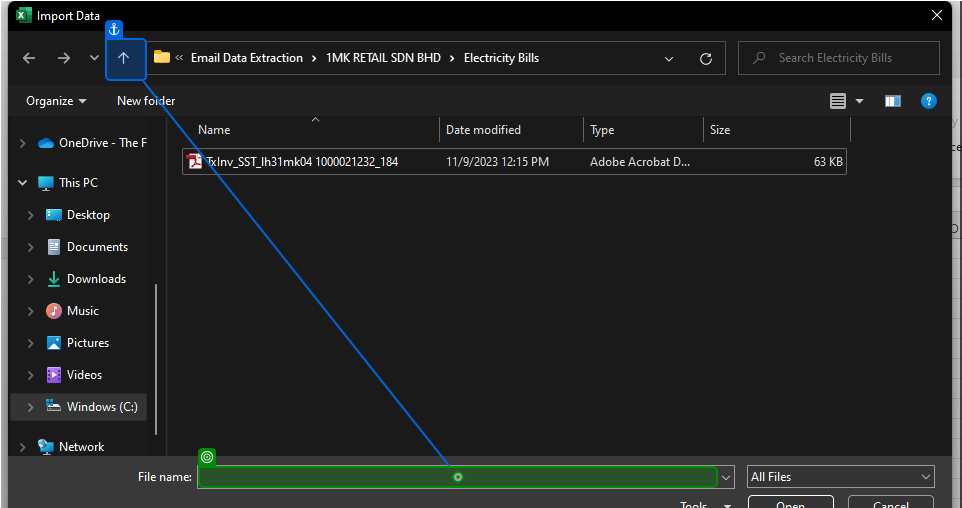 Import Data
« Email Data Extraction > 1MK RETAIL SDN BHD > Electricity Bills
Search Electricity Bills
Organize
New folder
Name
Date modified
Type
Size
OneDrive - The F
TxInv_SST_lh31mk04 1000021232_184
11/9/2023 12:15 PM
Adobe Acrobat D...
63 KB
This PC
Desktop
Documents
Downloads
Music
Pictures
Videos
Windows (C:)
Network
File name:
All Files
Tools
Open
Cancel